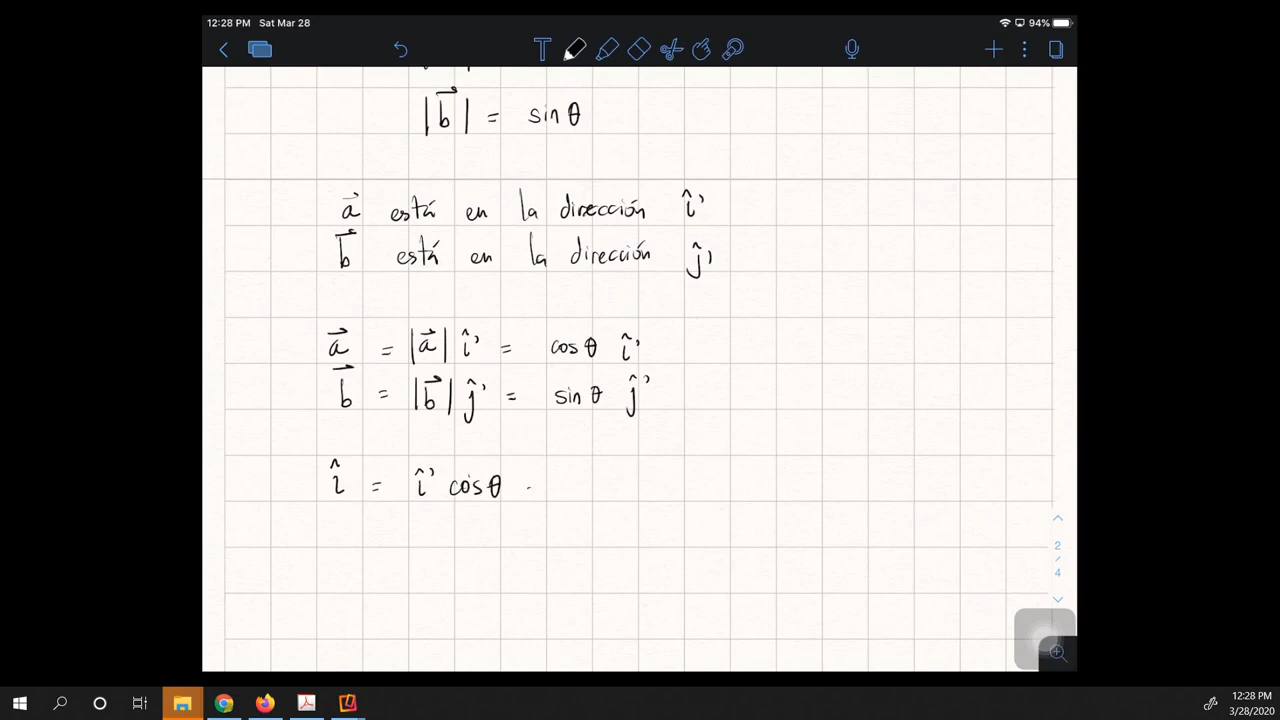 12:28 PM Sat Mar 28 94%
|b⃗| = sin θ
a⃗ está en la dirección î'
b⃗ está en la dirección ĵ'
a⃗ = |a⃗| î' = cos θ î'
b⃗ = |b⃗| ĵ' = sin θ ĵ'
î = î' cos θ
2
/
4
12:28 PM
3/28/2020